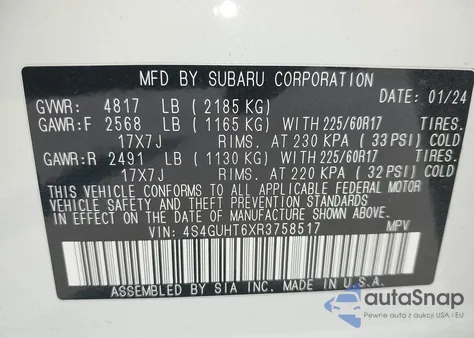 MFD BY SUBARU CORPORATION
GVWR: 4817 LB (2185 KG) DATE: 01/24
GAWR:F 2568 LB (1165 KG) WITH 225/60R17 TIRES.
17X7J RIMS. AT 230 KPA (33 PSI) COLD
GAWR:R 2491 LB (1130 KG) WITH 225/60R17 TIRES.
17X7J RIMS. AT 220 KPA (32 PSI) COLD
THIS VEHICLE CONFORMS TO ALL APPLICABLE FEDERAL MOTOR
VEHICLE SAFETY AND THEFT PREVENTION STANDARDS IN
EFFECT ON THE DATE OF MANUFACTURE SHOWN ABOVE.
VIN: 4S4GUHT6XR3758517 MPV
ASSEMBLED BY SIA INC. MADE IN U.S.A.
autoSnap
Pewne auta z aukcji USA i EU